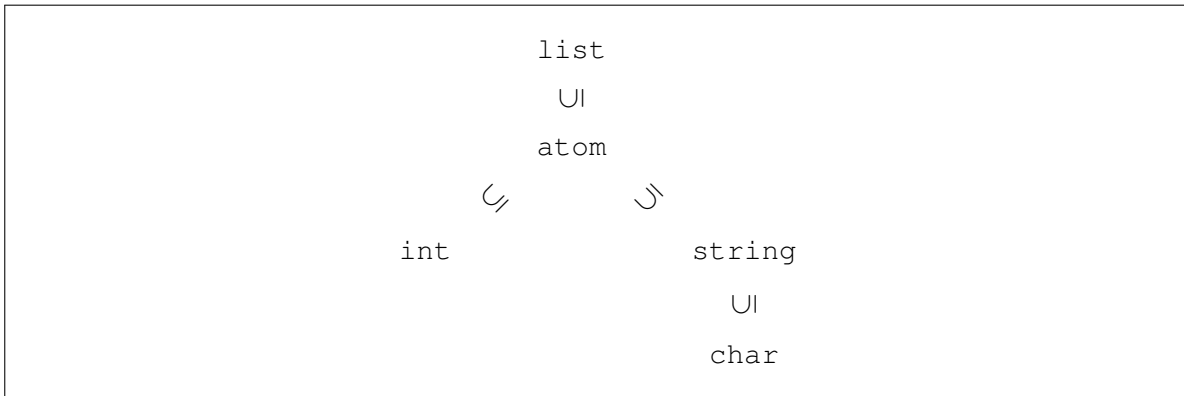 list
⊆
atom
⊆ ⊆
int string
⊆
char